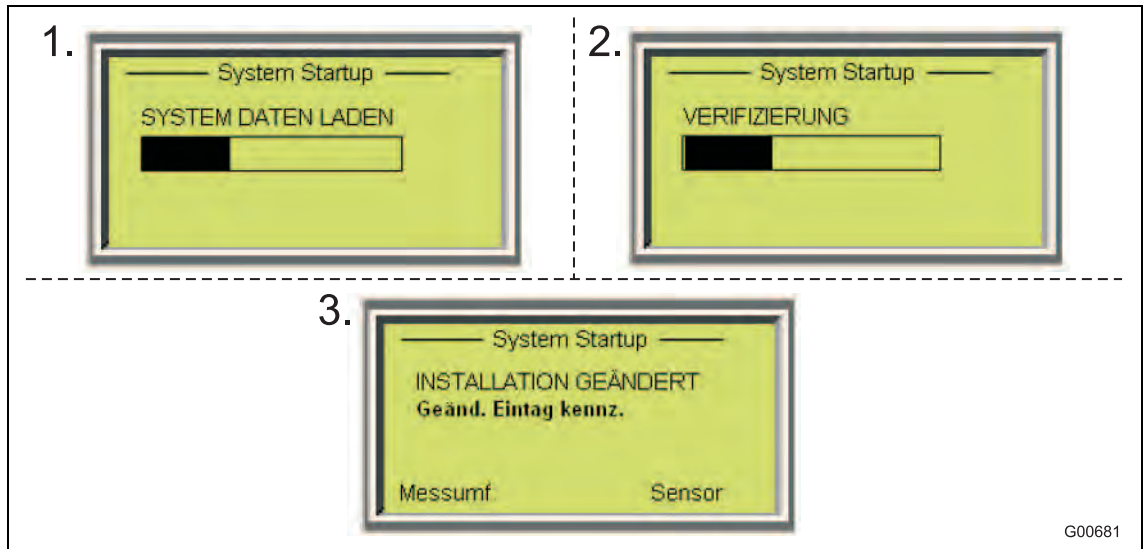 1.
System Startup
SYSTEM DATEN LADEN
2.
System Startup
VERIFIZIERUNG
3.
System Startup
INSTALLATION GEÄNDERT
Geänd. Eintag kennz.
Messumf. Sensor
G00681